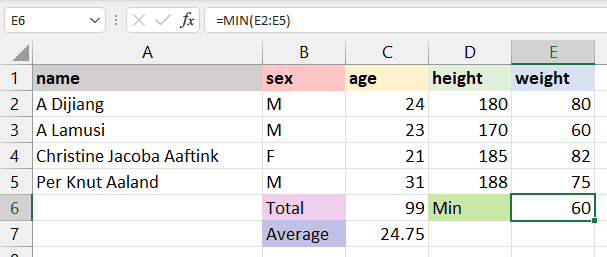 E6 fx =MIN(E2:E5)
A B C D E
1 name sex age height weight
2 A Dijiang M 24 180 80
3 A Lamusi M 23 170 60
4 Christine Jacoba Aaftink F 21 185 82
5 Per Knut Aaland M 31 188 75
6 Total 99 Min 60
7 Average 24.75